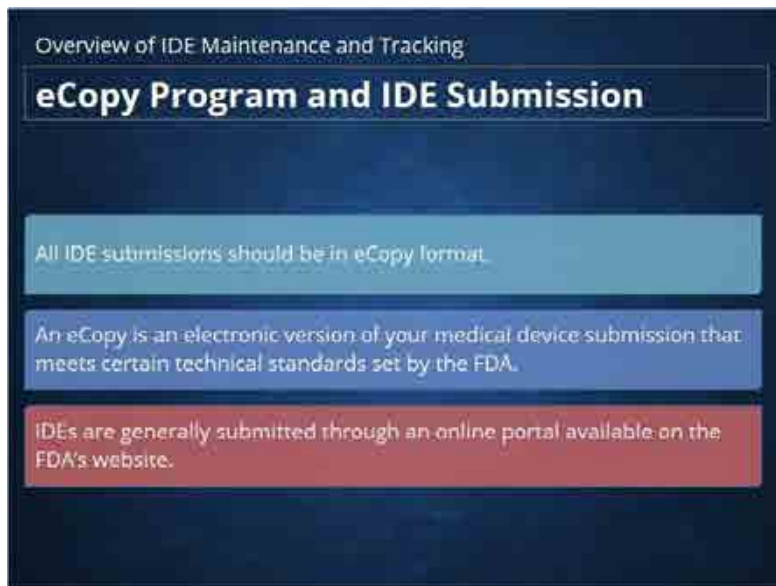 Overview of IDE Maintenance and Tracking
eCopy Program and IDE Submission
All IDE submissions should be in eCopy format.
An eCopy is an electronic version of your medical device submission that
meets certain technical standards set by the FDA.
IDEs are generally submitted through an online portal available on the
FDA's website.